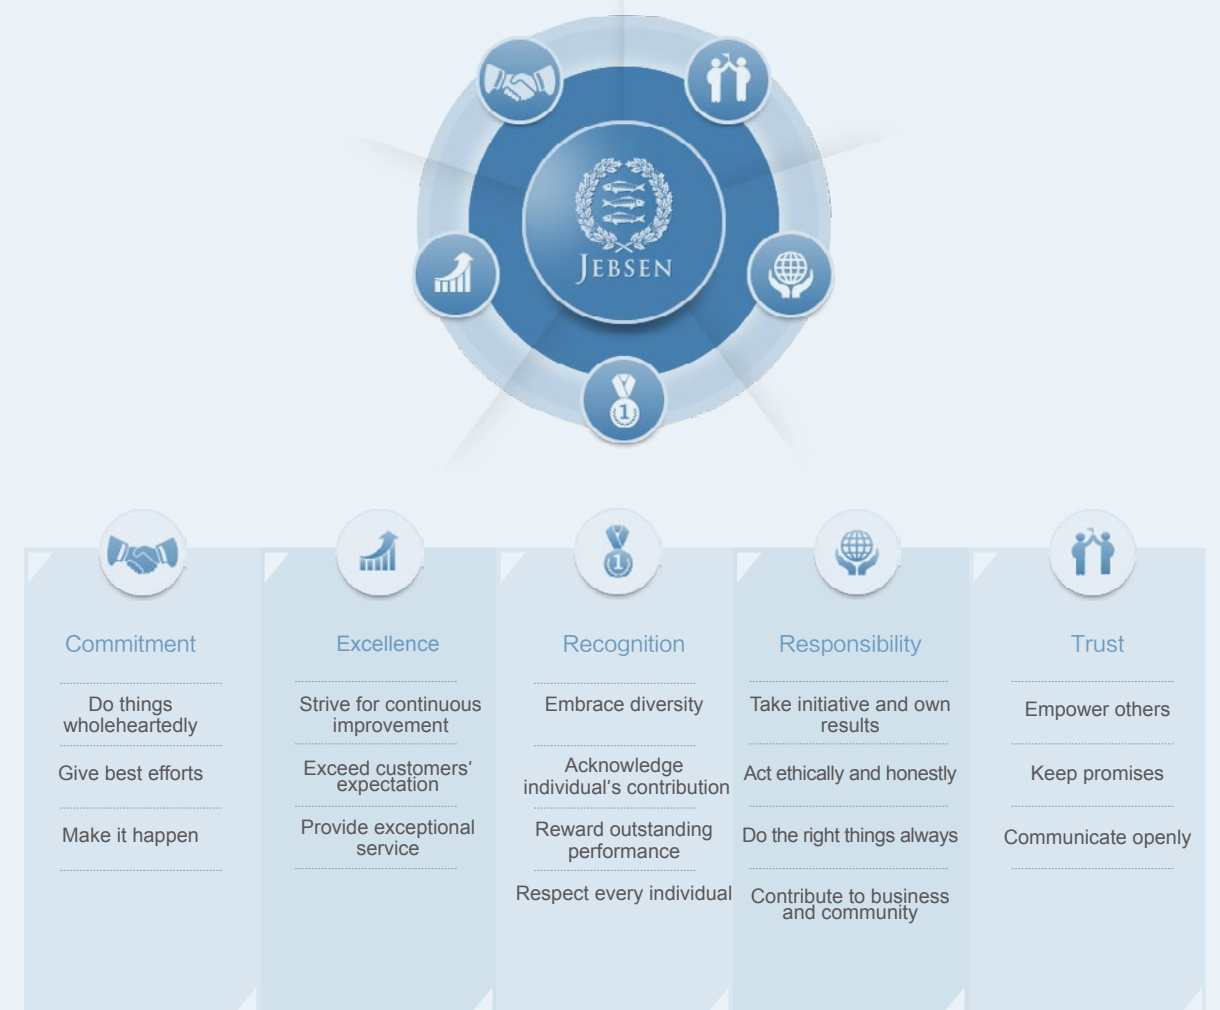 JEBSEN
1
1
Commitment
Do things
wholeheartedly
Give best efforts
Make it happen
Excellence
Strive for continuous
improvement
Exceed customers’
expectation
Provide exceptional
service
Recognition
Embrace diversity
Acknowledge
individual’s contribution
Reward outstanding
performance
Respect every individual
Responsibility
Take initiative and own
results
Act ethically and honestly
Do the right things always
Contribute to business
and community
Trust
Empower others
Keep promises
Communicate openly